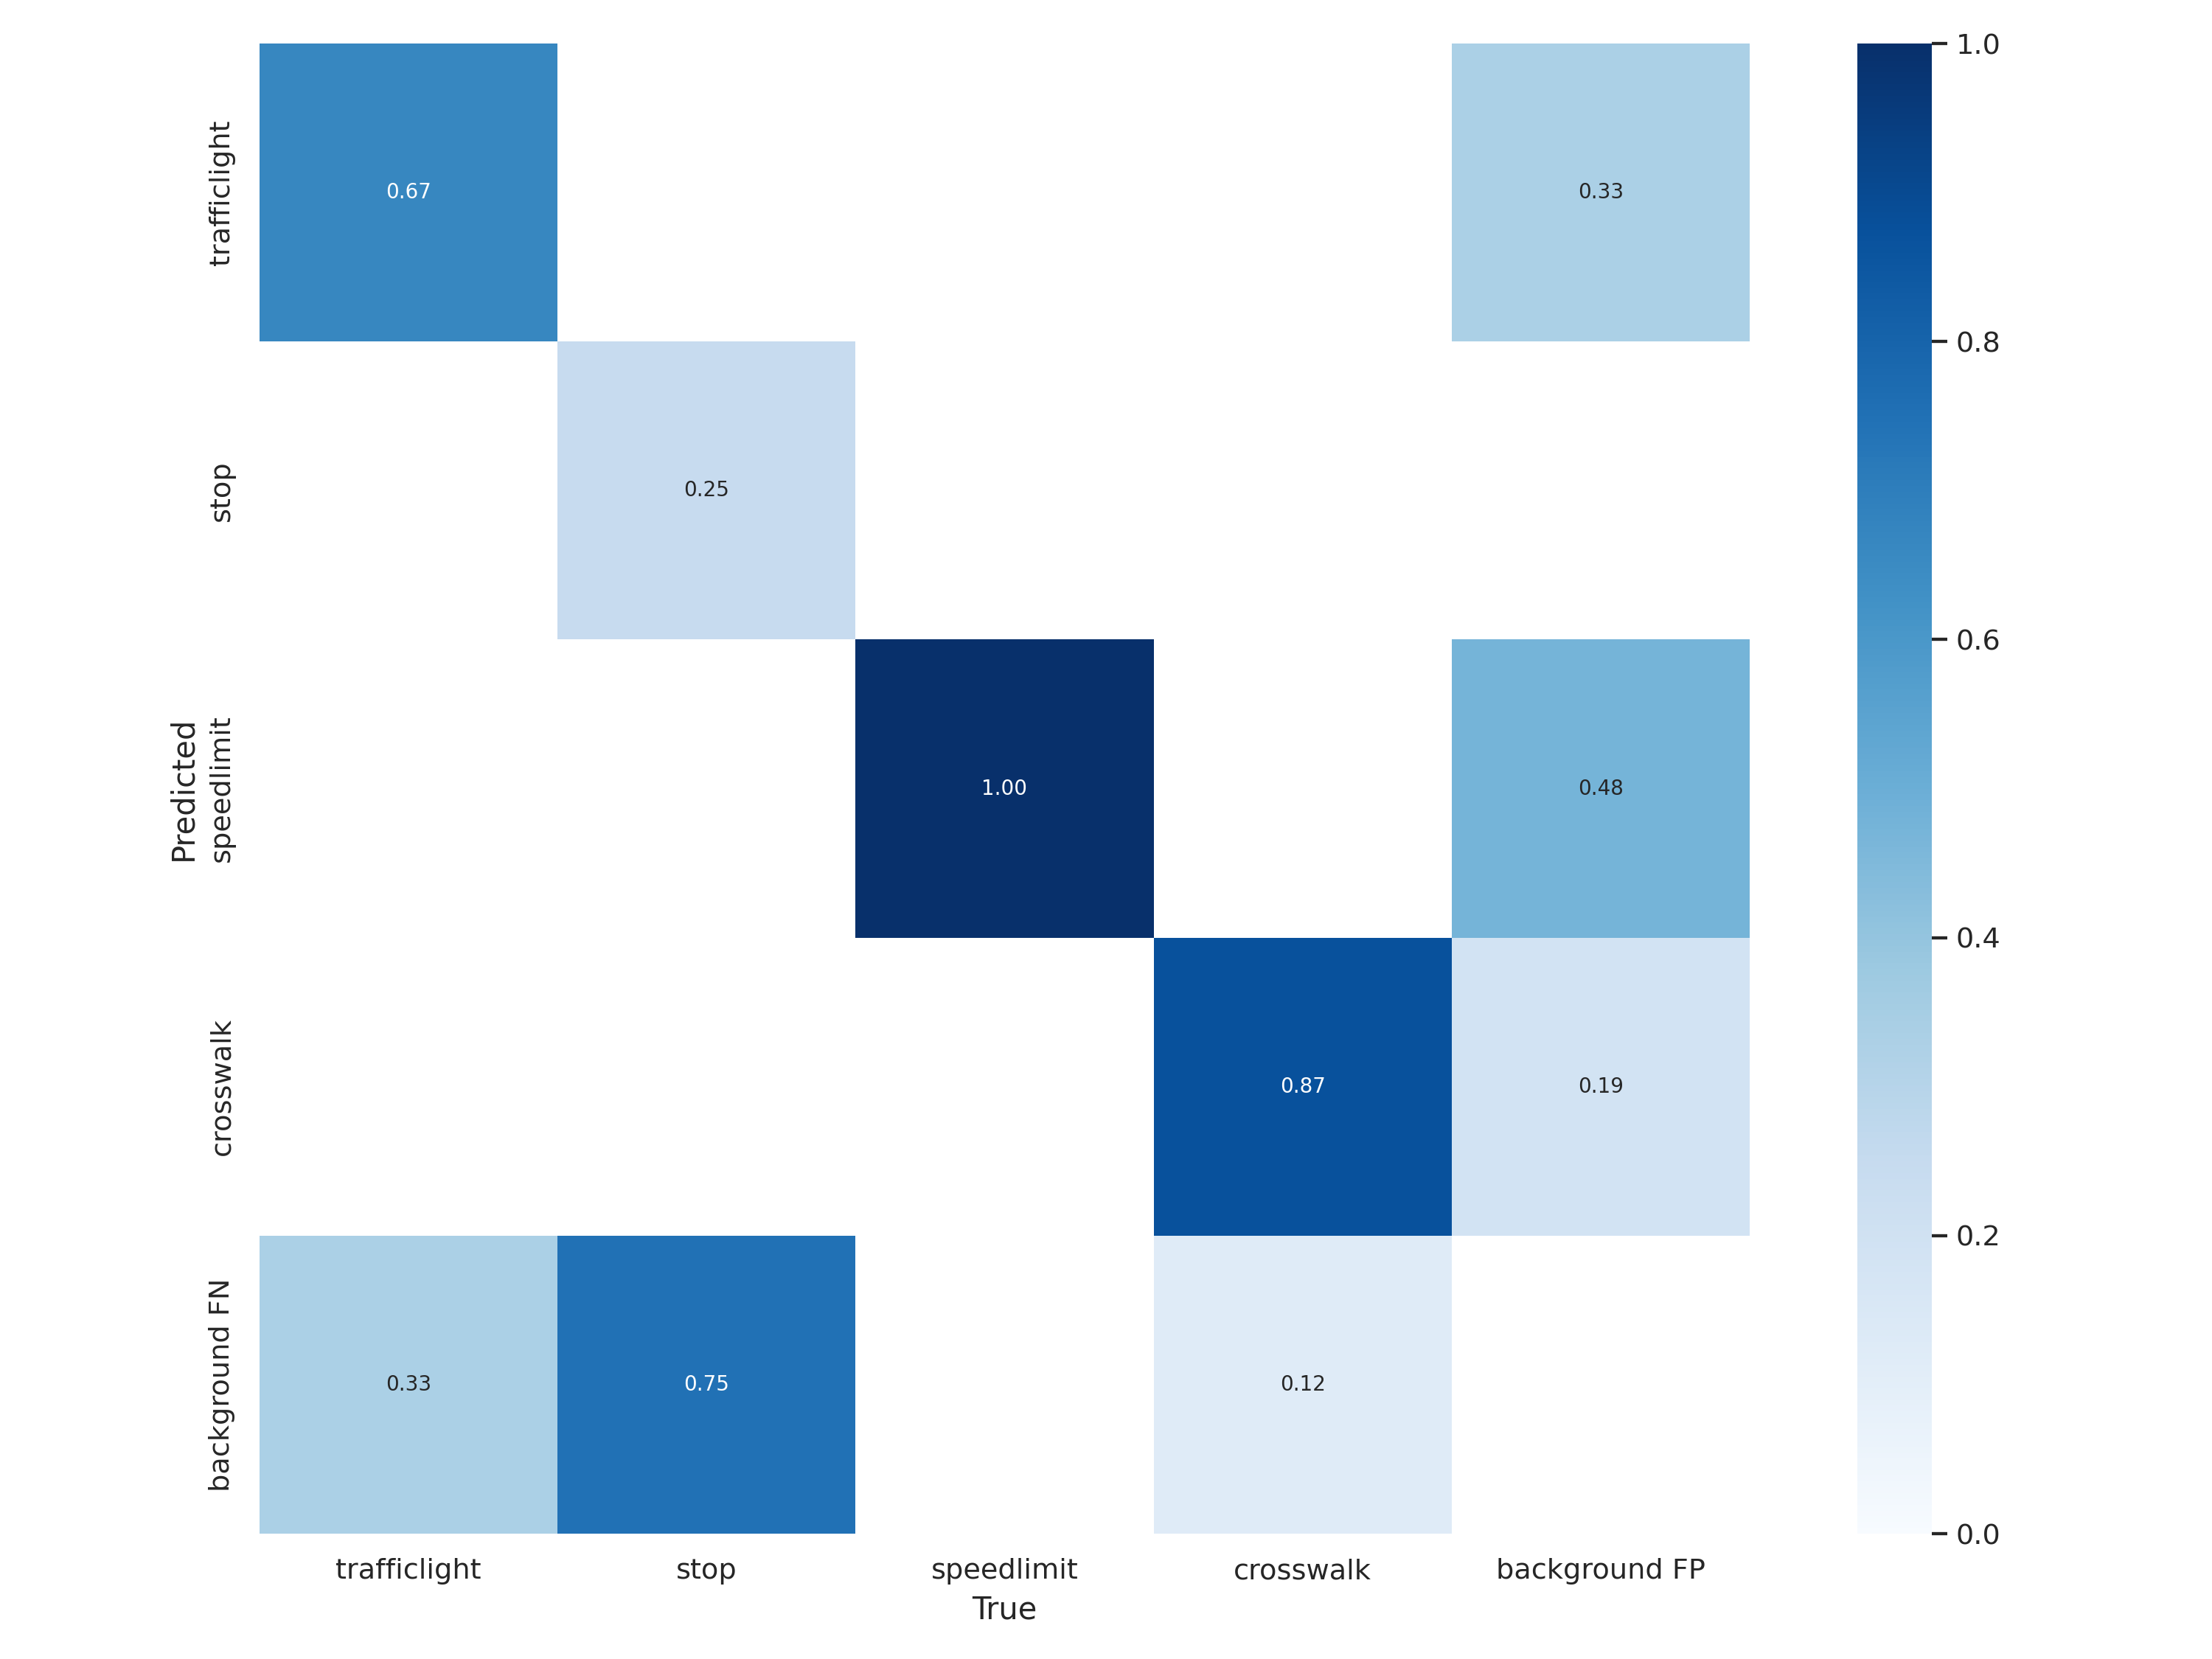 trafficlight
stop
Predicted
speedlimit
crosswalk
background FN
0.67
0.33
0.25
1.00
0.48
0.87
0.19
0.33
0.75
0.12
trafficlight stop speedlimit crosswalk background FP
True
1.0
0.8
0.6
0.4
0.2
0.0